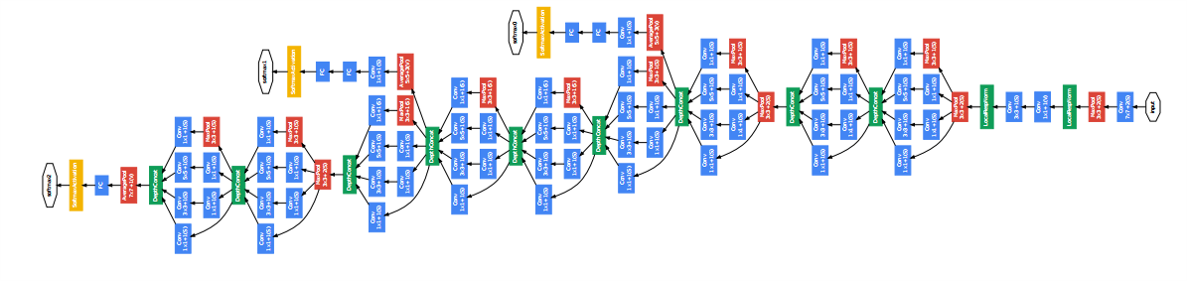 softmax2
SoftmaxActivation
FC
AveragePool
7x7+1(V)
DepthConcat
Conv
1x1+1(S)
Conv
5x5+1(S)
Conv
3x3+1(S)
Conv
1x1+1(S)
MaxPool
3x3+1(S)
Conv
1x1+1(S)
Conv
1x1+1(S)
DepthConcat
Conv
1x1+1(S)
Conv
5x5+1(S)
Conv
3x3+1(S)
Conv
1x1+1(S)
MaxPool
3x3+1(S)
Conv
1x1+1(S)
Conv
1x1+1(S)
MaxPool
3x3+2(S)
DepthConcat
softmax1
SoftmaxActivation
FC
FC
Conv
1x1+1(S)
AveragePool
5x5+3(V)
Conv
1x1+1(S)
Conv
5x5+1(S)
Conv
3x3+1(S)
Conv
1x1+1(S)
MaxPool
3x3+1(S)
Conv
1x1+1(S)
Conv
1x1+1(S)
DepthConcat
Conv
1x1+1(S)
Conv
5x5+1(S)
Conv
3x3+1(S)
Conv
1x1+1(S)
MaxPool
3x3+1(S)
Conv
1x1+1(S)
Conv
1x1+1(S)
DepthConcat
Conv
1x1+1(S)
Conv
5x5+1(S)
Conv
3x3+1(S)
Conv
1x1+1(S)
MaxPool
3x3+1(S)
Conv
1x1+1(S)
Conv
1x1+1(S)
DepthConcat
softmax0
SoftmaxActivation
FC
FC
Conv
1x1+1(S)
AveragePool
5x5+3(V)
Conv
1x1+1(S)
Conv
5x5+1(S)
Conv
3x3+1(S)
Conv
1x1+1(S)
MaxPool
3x3+1(S)
Conv
1x1+1(S)
Conv
1x1+1(S)
DepthConcat
Conv
1x1+1(S)
Conv
5x5+1(S)
Conv
3x3+1(S)
Conv
1x1+1(S)
MaxPool
3x3+1(S)
Conv
1x1+1(S)
Conv
1x1+1(S)
MaxPool
3x3+2(S)
DepthConcat
Conv
1x1+1(S)
Conv
5x5+1(S)
Conv
3x3+1(S)
Conv
1x1+1(S)
MaxPool
3x3+1(S)
Conv
1x1+1(S)
Conv
1x1+1(S)
DepthConcat
Conv
1x1+1(S)
Conv
5x5+1(S)
Conv
3x3+1(S)
Conv
1x1+1(S)
MaxPool
3x3+1(S)
Conv
1x1+1(S)
Conv
1x1+1(S)
MaxPool
3x3+2(S)
LocalRespNorm
Conv
3x3+1(S)
Conv
1x1+1(V)
LocalRespNorm
MaxPool
3x3+2(S)
Conv
7x7+2(S)
input